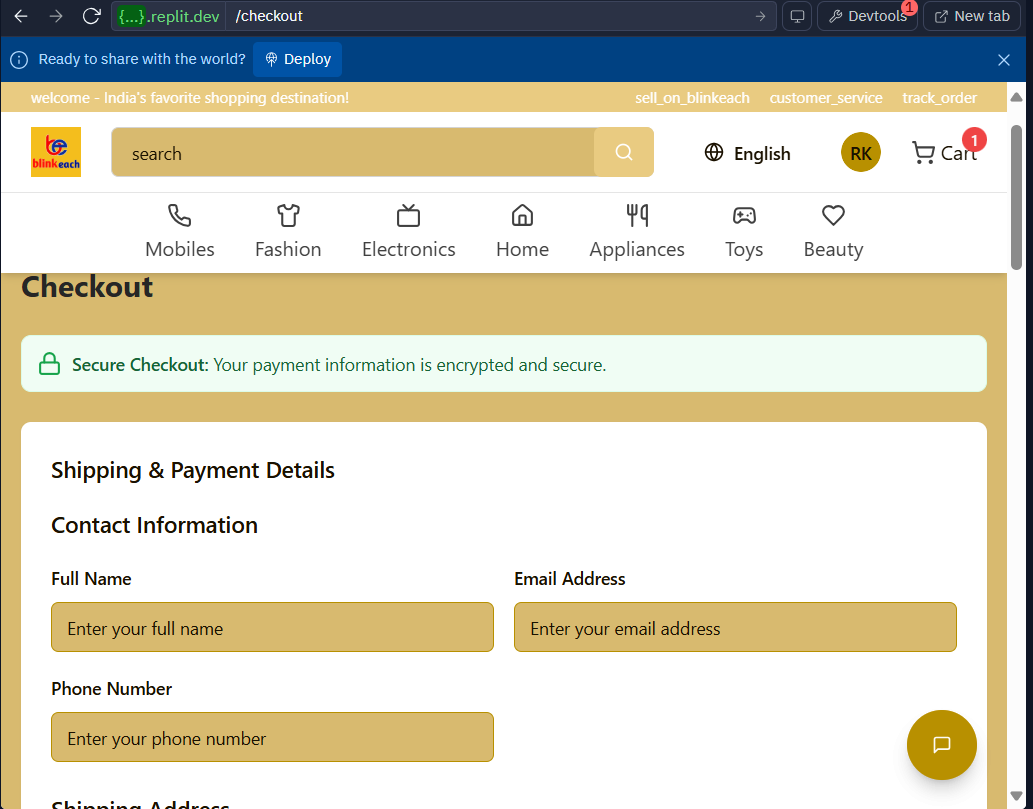 {...}.replit.dev /checkout Devtools 1 New tab
Ready to share with the world? Deploy
welcome - India's favorite shopping destination! sell_on_blinkeach customer_service track_order
be
blinkeach
search
English
RK
Cart 1
Mobiles Fashion Electronics Home Appliances Toys Beauty
Checkout
Secure Checkout: Your payment information is encrypted and secure.
Shipping & Payment Details
Contact Information
Full Name Email Address
Enter your full name Enter your email address
Phone Number
Enter your phone number
Shipping Address